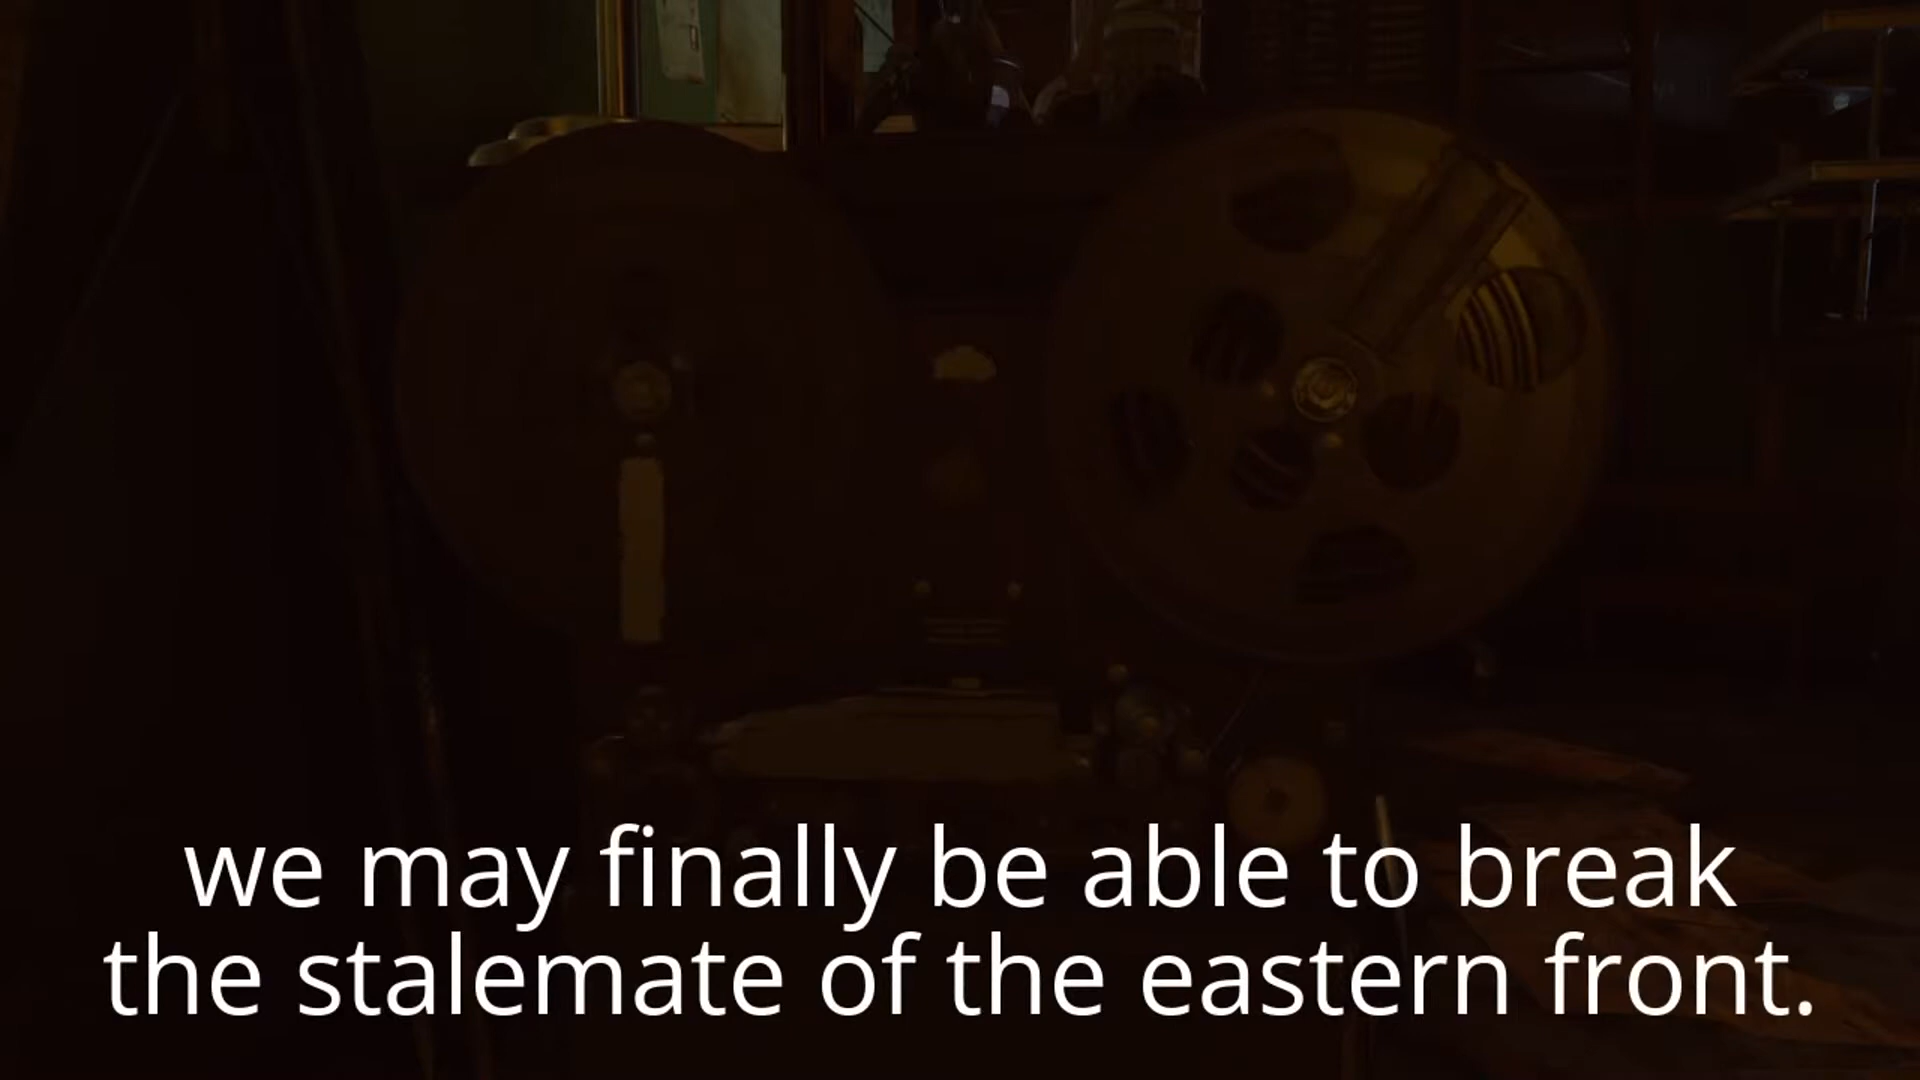 we may finally be able to break
the stalemate of the eastern front.